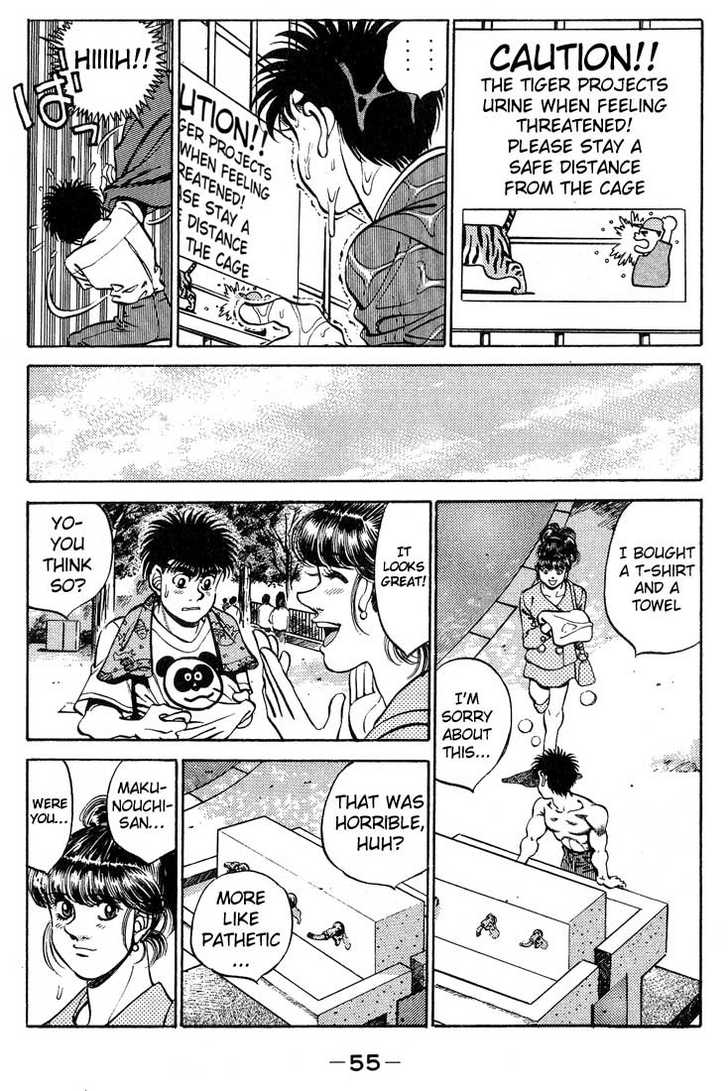 CAUTION!!
THE TIGER PROJECTS
URINE WHEN FEELING
THREATENED!
PLEASE STAY A
SAFE DISTANCE
FROM THE CAGE
......
UTION!!
GER PROJECTS
WHEN FEELING
REATENED!
SE STAY A
E DISTANCE
THE CAGE
HIIIIH!!
ばっ
I BOUGHT
A T-SHIRT
AND A
TOWEL
I'M
SORRY
ABOUT
THIS...
IT
LOOKS
GREAT!
YO-
YOU
THINK
SO?
THAT WAS
HORRIBLE,
HUH?
MORE
LIKE
PATHETIC
...
MAKU-
NOUCHI-
SAN...
WERE
YOU...
-55-